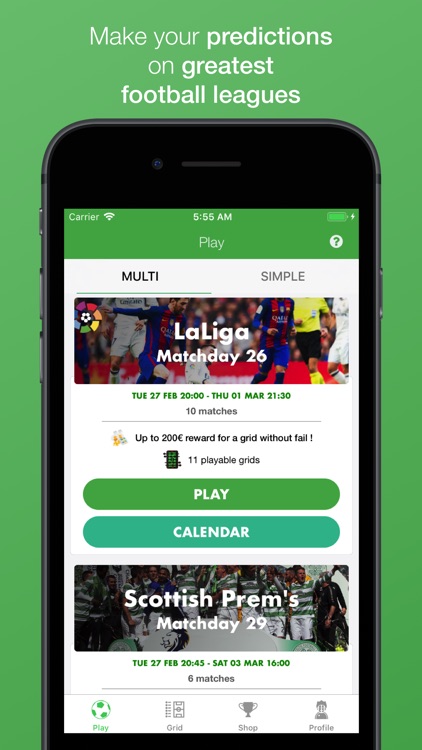 Make your predictions
on greatest
football leagues
Carrier 5:55 AM
Play ?
MULTI SIMPLE
LaLiga
Matchday 26
TUE 27 FEB 20:00 - THU 01 MAR 21:30
10 matches
Up to 200€ reward for a grid without fail !
11 playable grids
PLAY
CALENDAR
Scottish Prem's
Matchday 29
TUE 27 FEB 20:45 - SAT 03 MAR 16:00
6 matches
Play Grid Shop Profile